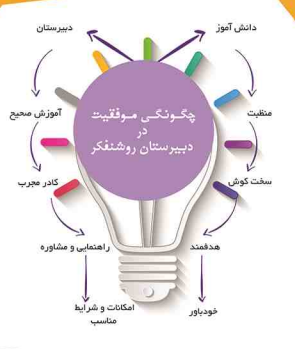 دانش آموز
دبیرستان
چگونگی موفقیت
در
دبیرستان روشنفکر
منظبت
آموزش صحیح
سخت کوش
کادر مجرب
هدفمند
راهنمایی و مشاوره
خودباور
امکانات و شرایط
مناسب